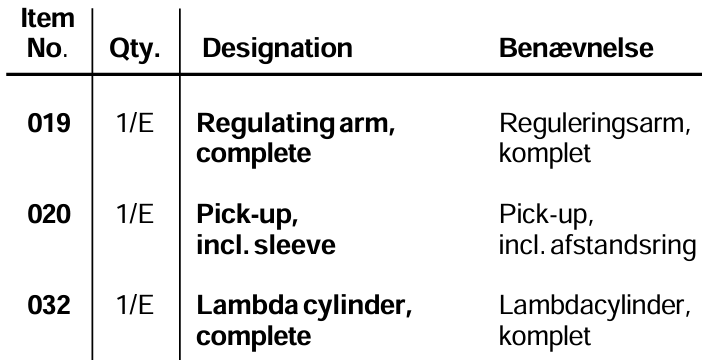 Item
No. Qty. Designation Benævnelse
019 1/E Regulating arm, Reguleringsarm,
complete komplet
020 1/E Pick-up, Pick-up,
incl. sleeve incl. afstandsring
032 1/E Lambda cylinder, Lambdacylinder,
complete komplet